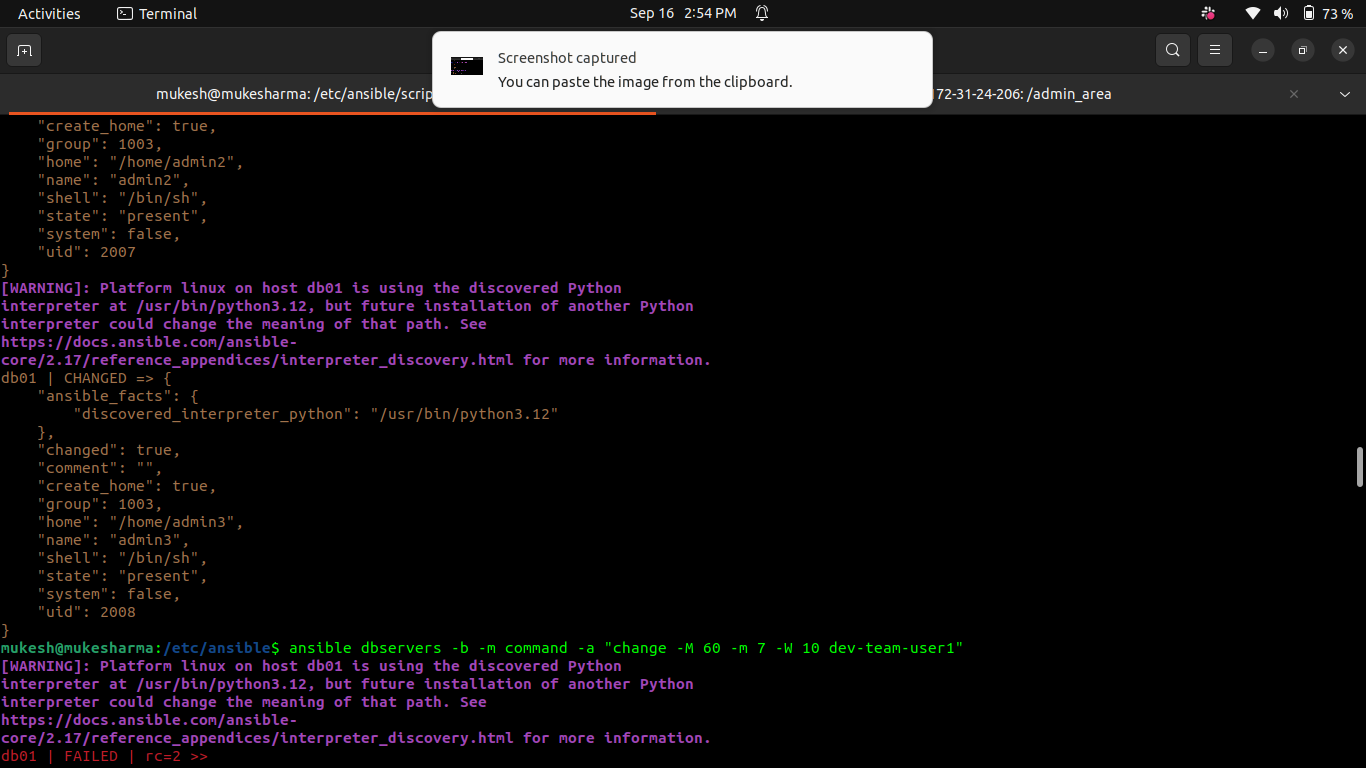 Activities Terminal Sep 16 2:54 PM 73 %
Screenshot captured
You can paste the image from the clipboard.
mukesh@mukesharma: /etc/ansible/scrip 72-31-24-206: /admin_area
    "create_home": true,
    "group": 1003,
    "home": "/home/admin2",
    "name": "admin2",
    "shell": "/bin/sh",
    "state": "present",
    "system": false,
    "uid": 2007
}
[WARNING]: Platform linux on host db01 is using the discovered Python
interpreter at /usr/bin/python3.12, but future installation of another Python
interpreter could change the meaning of that path. See
https://docs.ansible.com/ansible-
core/2.17/reference_appendices/interpreter_discovery.html for more information.
db01 | CHANGED => {
    "ansible_facts": {
        "discovered_interpreter_python": "/usr/bin/python3.12"
    },
    "changed": true,
    "comment": "",
    "create_home": true,
    "group": 1003,
    "home": "/home/admin3",
    "name": "admin3",
    "shell": "/bin/sh",
    "state": "present",
    "system": false,
    "uid": 2008
}
mukesh@mukesharma:/etc/ansible$ ansible dbservers -b -m command -a "change -M 60 -m 7 -W 10 dev-team-user1"
[WARNING]: Platform linux on host db01 is using the discovered Python
interpreter at /usr/bin/python3.12, but future installation of another Python
interpreter could change the meaning of that path. See
https://docs.ansible.com/ansible-
core/2.17/reference_appendices/interpreter_discovery.html for more information.
db01 | FAILED | rc=2 >>